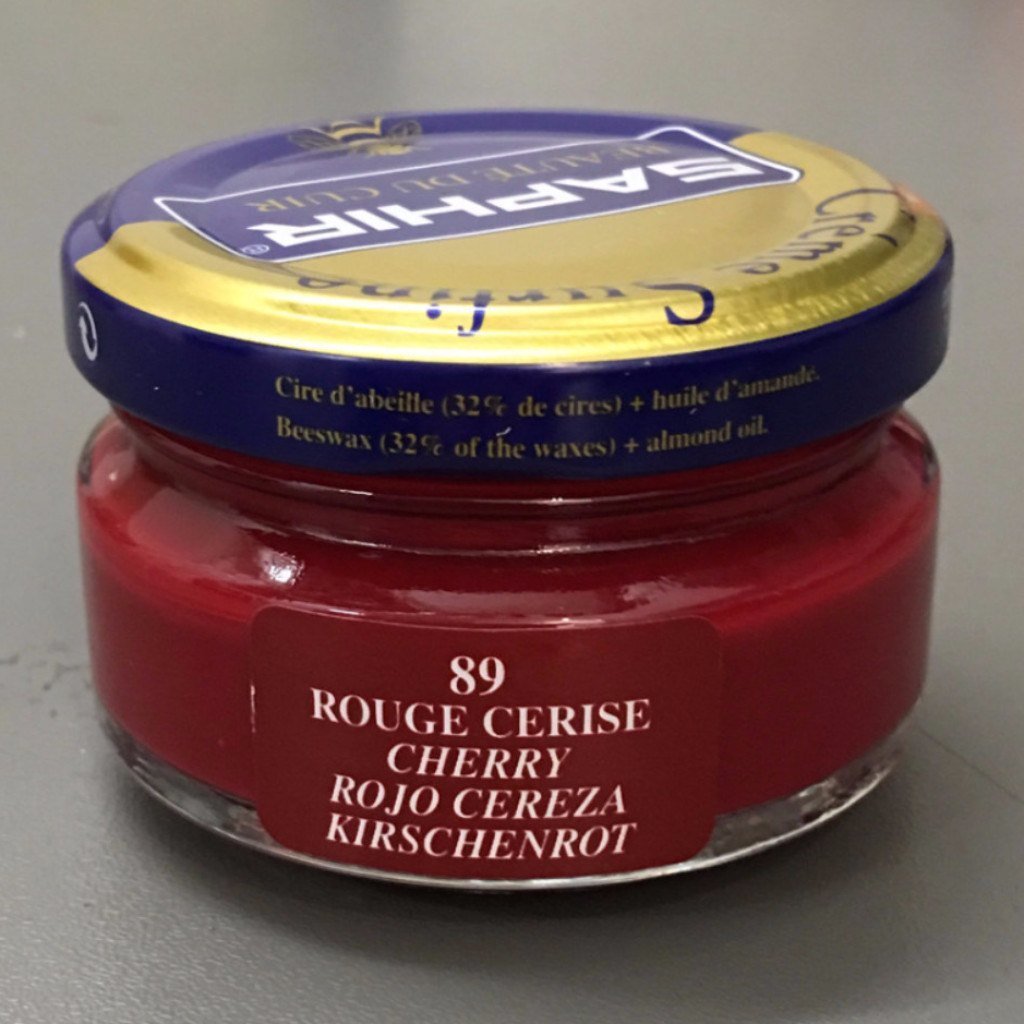 SAPHIR®
BEAUTÉ DU CUIR
Crème Surfine
Cire d'abeille (32% de cires) + huile d'amande.
Beeswax (32% of the waxes) + almond oil.
89
ROUGE CERISE
CHERRY
ROJO CEREZA
KIRSCHENROT